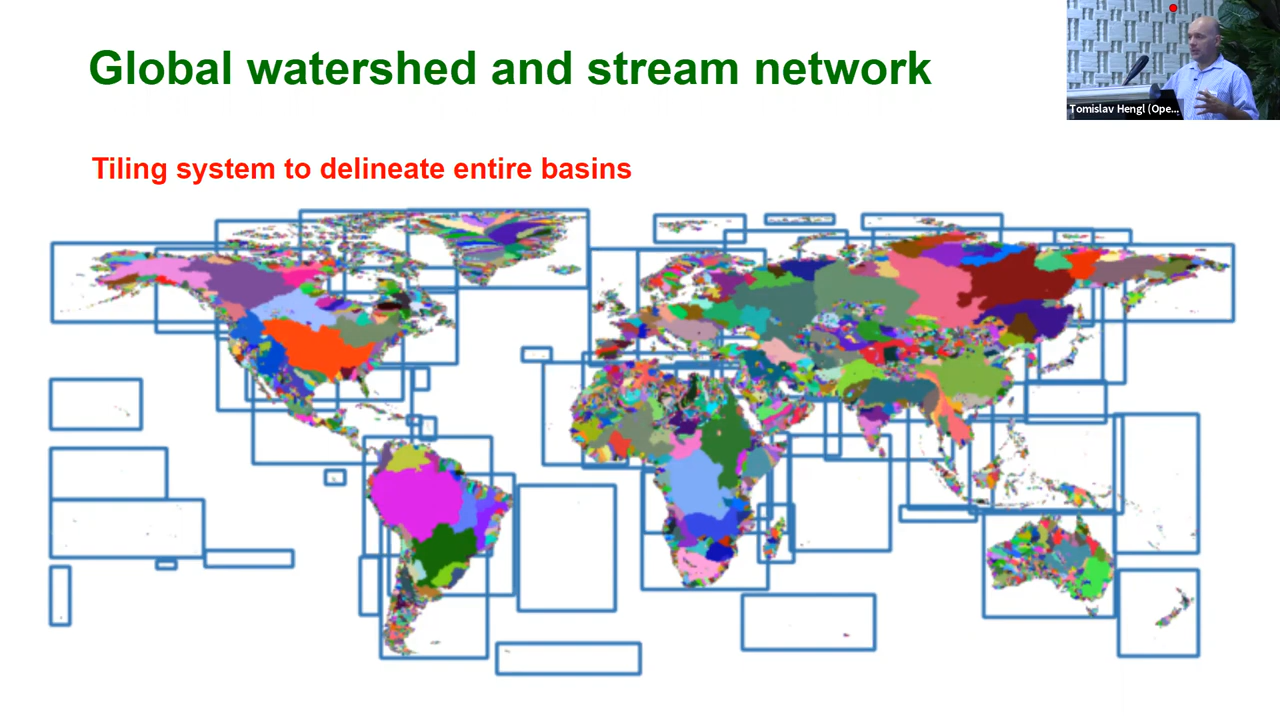 Global watershed and stream network
Tomislav Hengl (Ope...
Tiling system to delineate entire basins